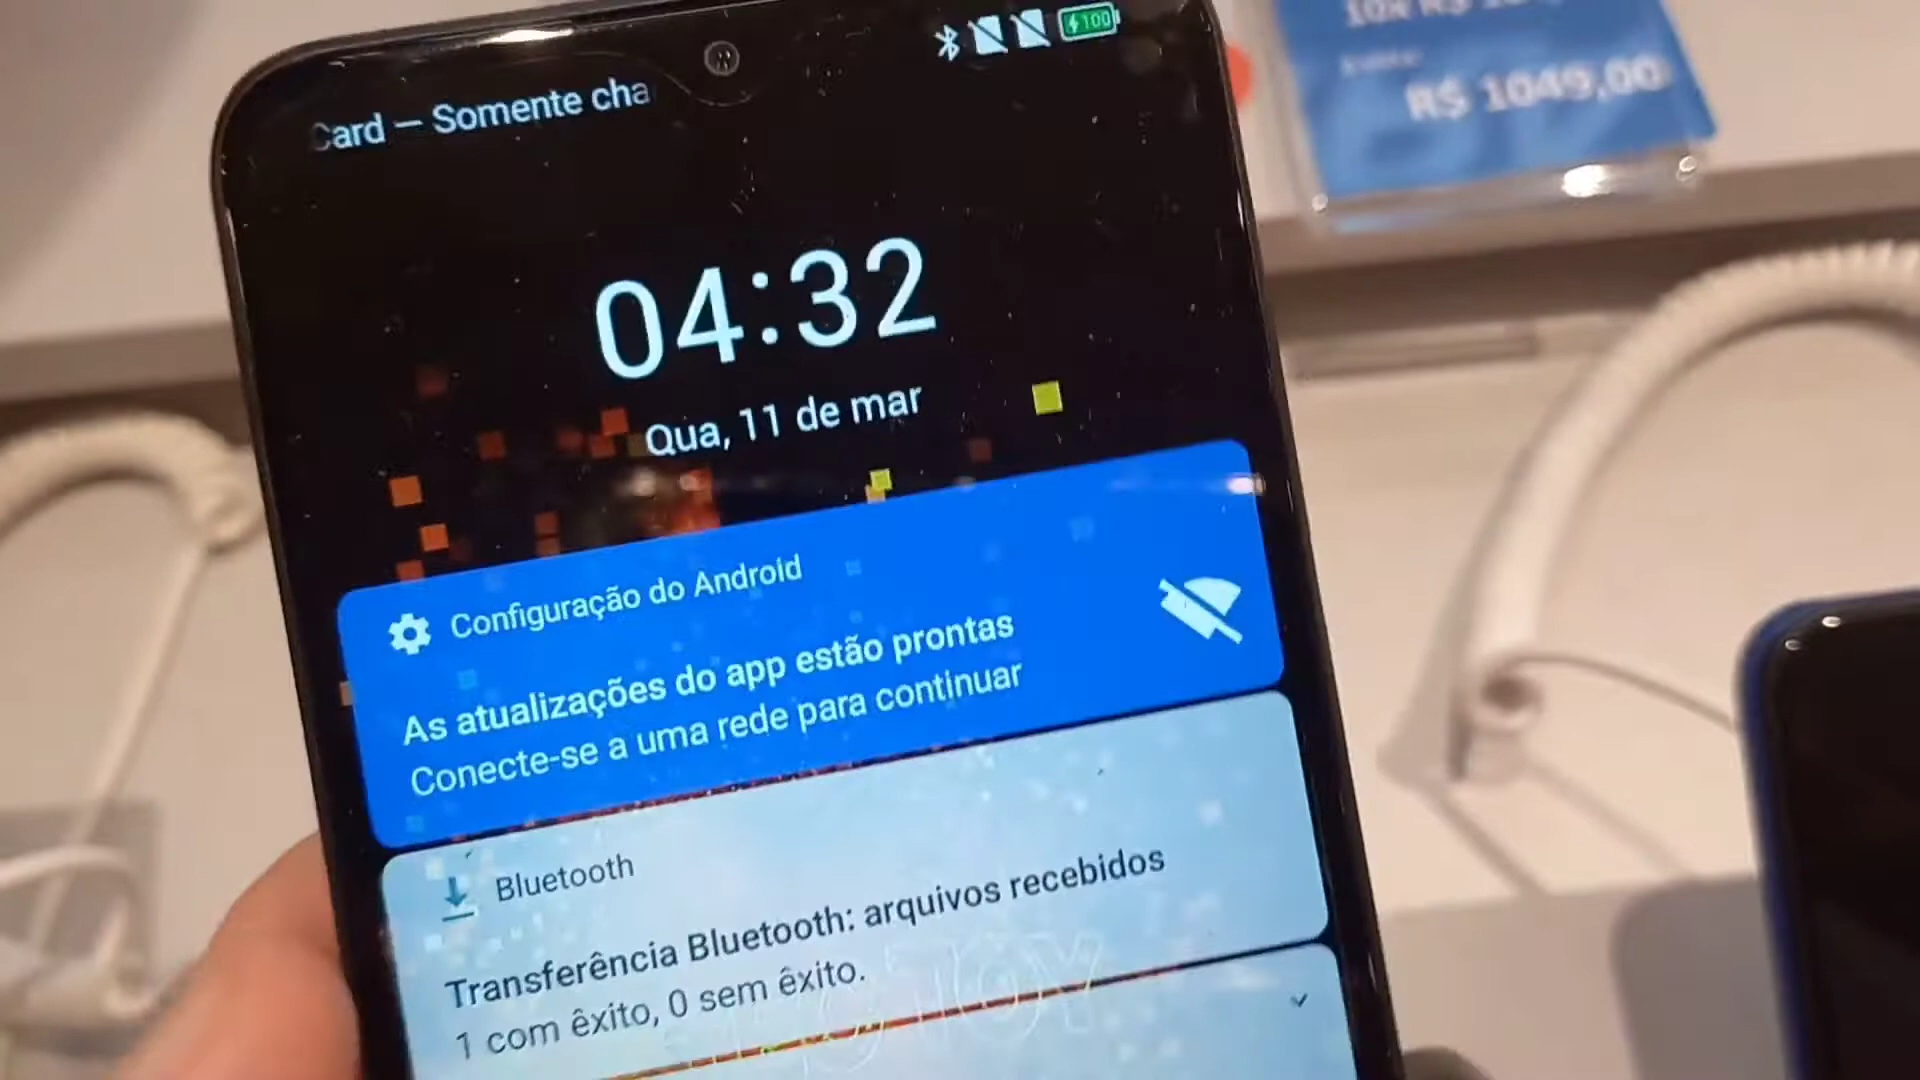 Card – Somente cha
100
R$ 1049,00
04:32
Qua, 11 de mar
Configuração do Android
As atualizações do app estão prontas
Conecte-se a uma rede para continuar
Bluetooth
Transferência Bluetooth: arquivos recebidos
1 com êxito, 0 sem êxito.